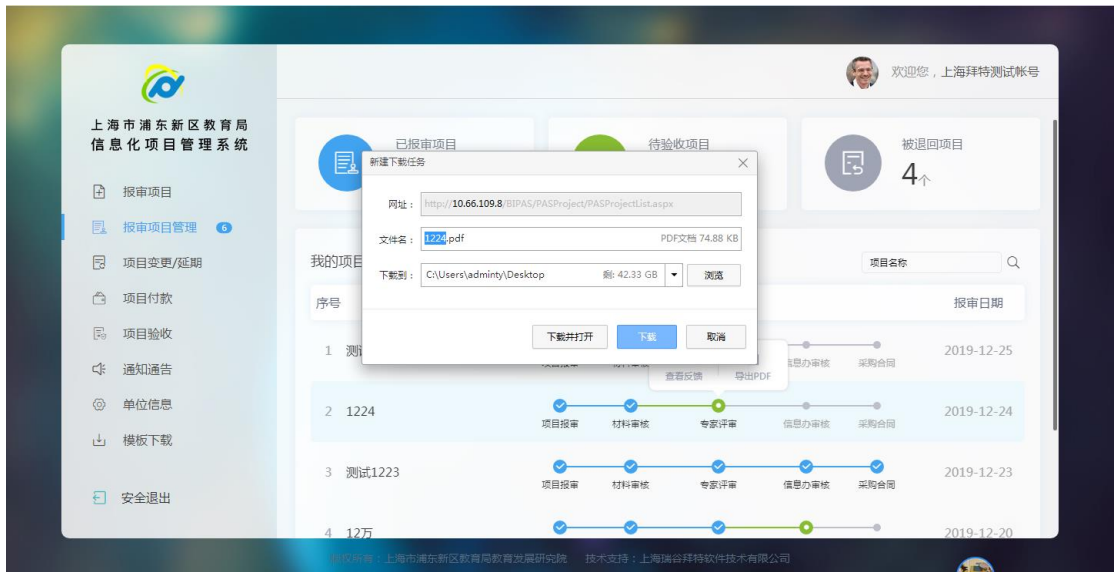 欢迎您，上海拜特测试帐号
上海市浦东新区教育局
信息化项目管理系统
报审项目
报审项目管理 6
项目变更/延期
项目付款
项目验收
通知通告
单位信息
模板下载
安全退出
已报审项目
待验收项目
被退回项目
4个
新建下载任务
网址： http://10.66.109.8/BIPAS/PASProject/PASProjectList.aspx
文件名： 1224.pdf PDF文档 74.88 KB
下载到： C:\Users\adminty\Desktop 剩: 42.33 GB 浏览
下载并打开 下载 取消
我的项目 项目名称
序号 报审日期
1 测 2019-12-25
信息办审核 采购合同
查看反馈 导出PDF
2 1224 2019-12-24
项目报审 材料审核 专家评审 信息办审核 采购合同
3 测试1223 2019-12-23
项目报审 材料审核 专家评审 信息办审核 采购合同
4 12万 2019-12-20
版权所有：上海市浦东新区教育局教育发展研究院 技术支持：上海瑞谷拜特软件技术有限公司